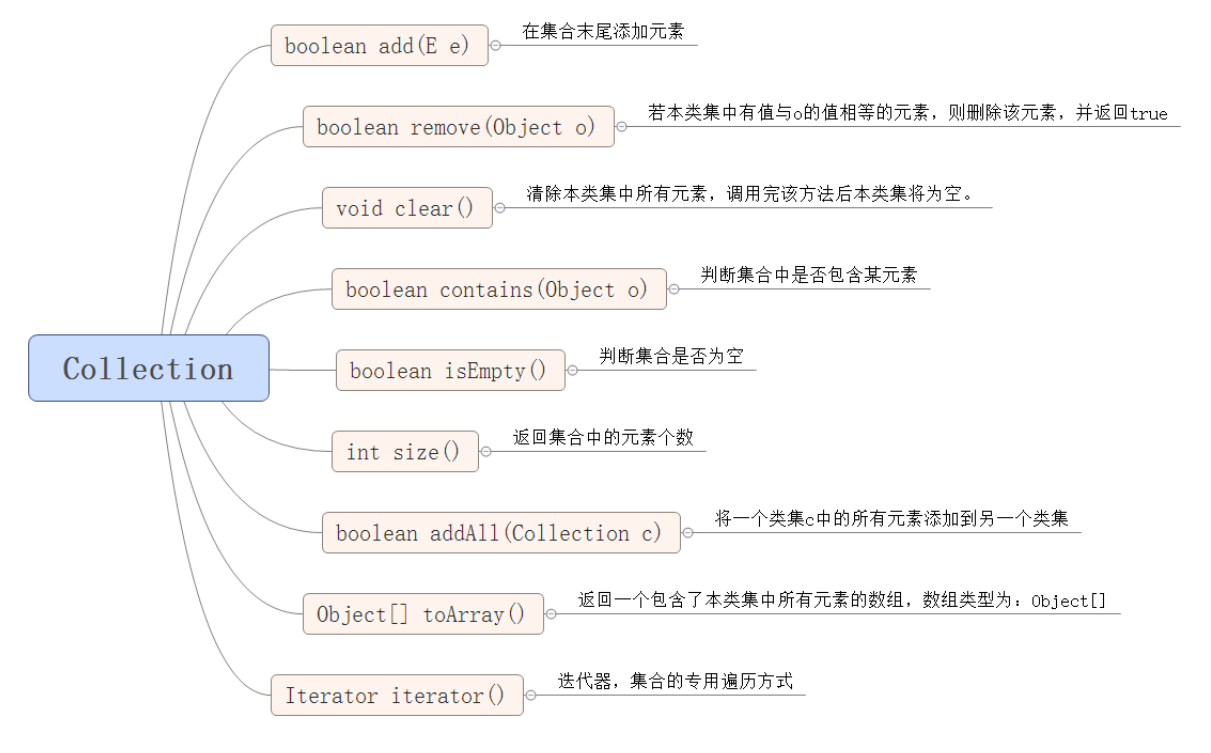 boolean add(E e)
在集合末尾添加元素
boolean remove(Object o)
若本类集中有值与o的值相等的元素，则删除该元素，并返回true
void clear()
清除本类集中所有元素，调用完该方法后本类集将为空。
boolean contains(Object o)
判断集合中是否包含某元素
Collection
boolean isEmpty()
判断集合是否为空
int size()
返回集合中的元素个数
boolean addAll(Collection c)
将一个类集c中的所有元素添加到另一个类集
Object[] toArray()
返回一个包含了本类集中所有元素的数组，数组类型为：Object[]
Iterator iterator()
迭代器，集合的专用遍历方式